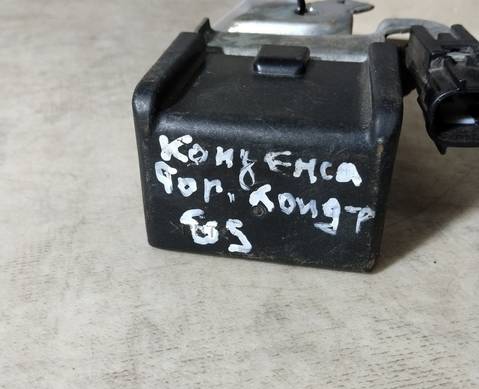 Конденса
тор. конд-р
GS